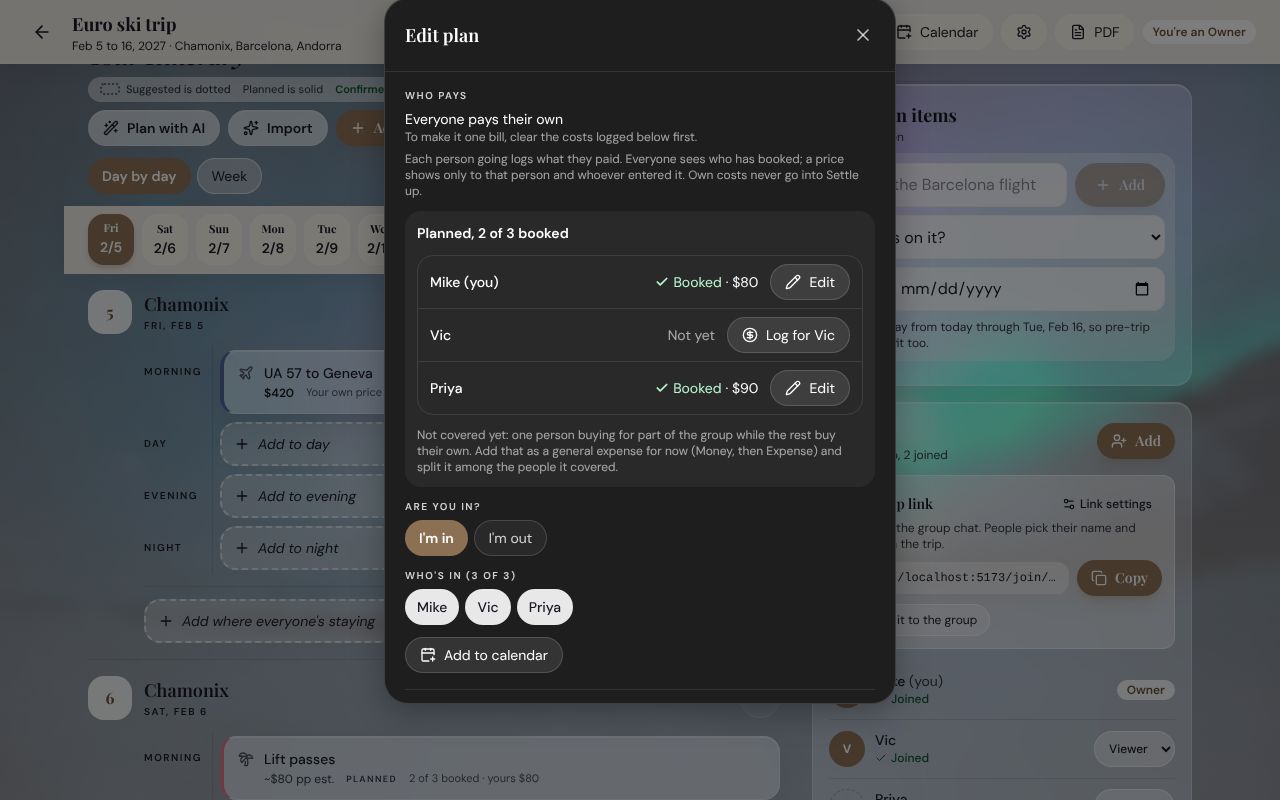 Euro ski trip
Feb 5 to 16, 2027 · Chamonix, Barcelona, Andorra
Calendar
PDF
You're an Owner
Suggested is dotted
Planned is solid
Plan with AI
Import
Day by day
Week
Fri
2/5
Sat
2/6
Sun
2/7
Mon
2/8
Tue
2/9
5
Chamonix
FRI, FEB 5
MORNING
UA 57 to Geneva
$420
Your own price
DAY
Add to day
EVENING
Add to evening
NIGHT
Add to night
Add where everyone's staying
6
Chamonix
SAT, FEB 6
MORNING
Lift passes
~$80 pp est.
PLANNED
2 of 3 booked · yours $80
Edit plan
WHO PAYS
Everyone pays their own
To make it one bill, clear the costs logged below first.
Each person going logs what they paid. Everyone sees who has booked; a price
shows only to that person and whoever entered it. Own costs never go into Settle
up.
Planned, 2 of 3 booked
Mike (you)
Booked · $80
Edit
Vic
Not yet
Log for Vic
Priya
Booked · $90
Edit
Not covered yet: one person buying for part of the group while the rest buy
their own. Add that as a general expense for now (Money, then Expense) and
split it among the people it covered.
ARE YOU IN?
I'm in
I'm out
WHO'S IN (3 OF 3)
Mike
Vic
Priya
Add to calendar
items
the Barcelona flight
Add
on it?
mm/dd/yyyy
from today through Tue, Feb 16, so pre-trip
it too.
2 joined
Add
link
Link settings
the group chat. People pick their name and
the trip.
/localhost:5173/join/…
Copy
it to the group
(you)
Joined
Owner
V
Vic
Joined
Viewer